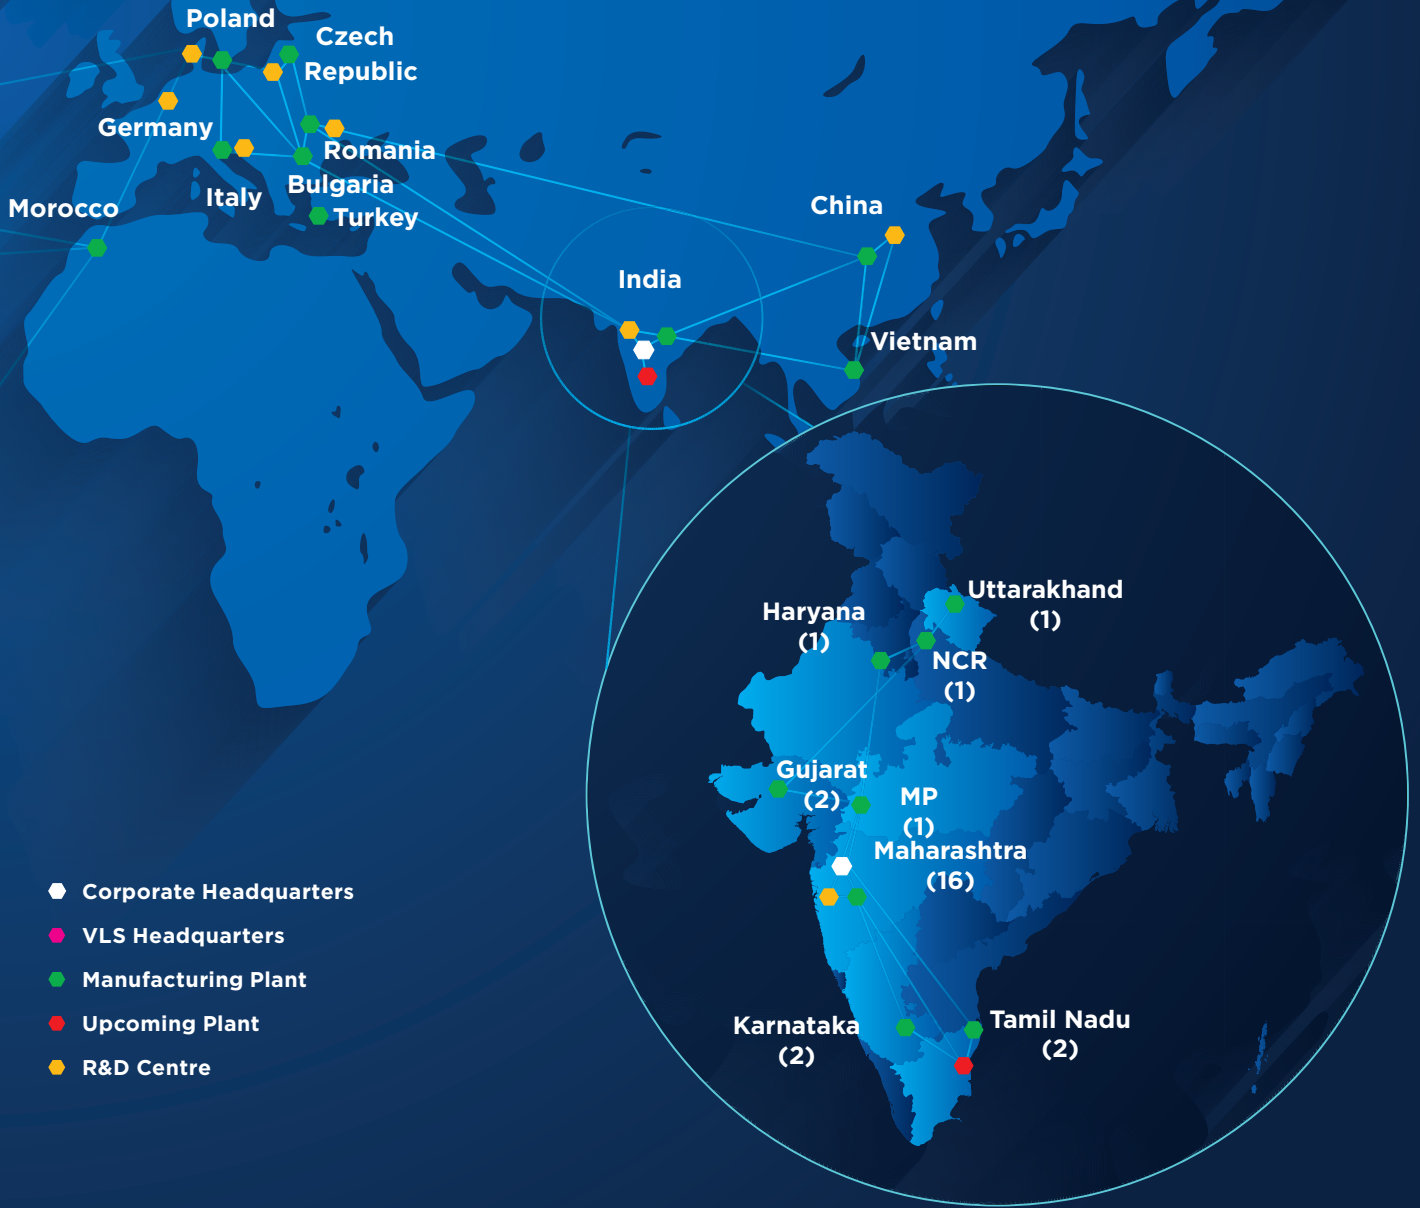 Poland
Czech
Republic
Germany
Romania
Bulgaria
Italy
Turkey
Morocco
China
India
Vietnam
Uttarakhand
(1)
Haryana
(1)
NCR
(1)
Gujarat
(2)
MP
(1)
Maharashtra
(16)
Karnataka
(2)
Tamil Nadu
(2)
Corporate Headquarters
VLS Headquarters
Manufacturing Plant
Upcoming Plant
R&D Centre